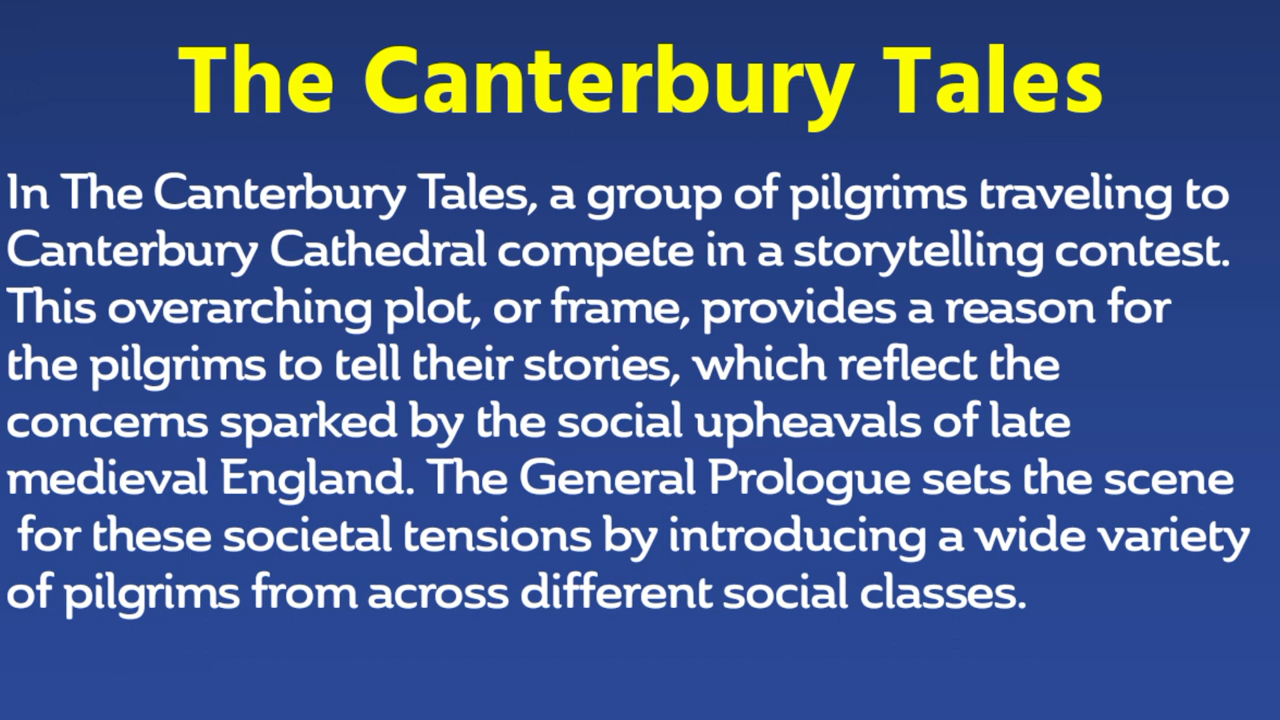 The Canterbury Tales
In The Canterbury Tales, a group of pilgrims traveling to
Canterbury Cathedral compete in a storytelling contest.
This overarching plot, or frame, provides a reason for
the pilgrims to tell their stories, which reflect the
concerns sparked by the social upheavals of late
medieval England. The General Prologue sets the scene
for these societal tensions by introducing a wide variety
of pilgrims from across different social classes.